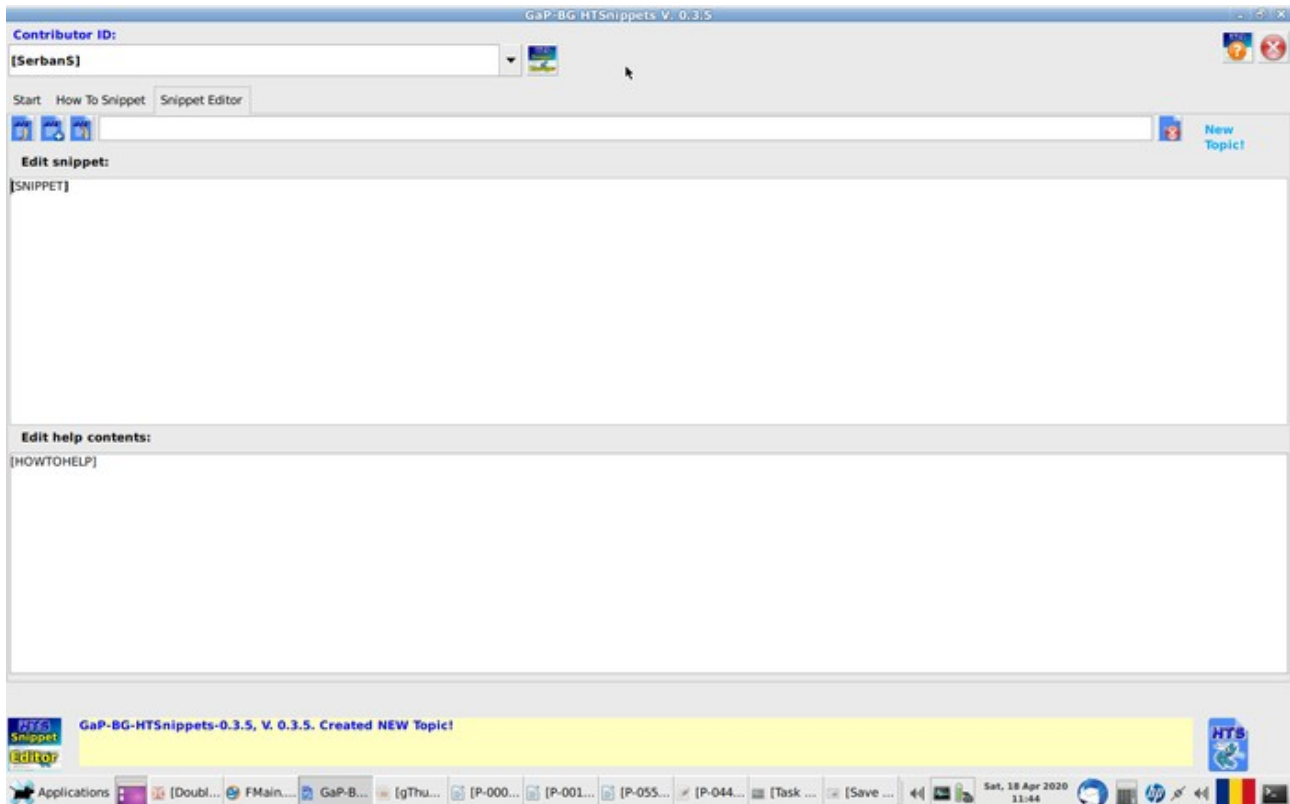 GaP-BG HTSnippets V. 0.3.5
Contributor ID:
[SerbanS]
Start How To Snippet Snippet Editor
New
Topic!
Edit snippet:
[SNIPPET]
Edit help contents:
[HOWTOHELP]
HTS
Snippet
Editor
GaP-BG-HTSnippets-0.3.5, V. 0.3.5. Created NEW Topic!
HTS
Applications [Doubl... FMain.... GaP-B... [gThu... [P-000... [P-001... [P-055... [P-044... [Task ... [Save ... Sat, 18 Apr 2020
11:44